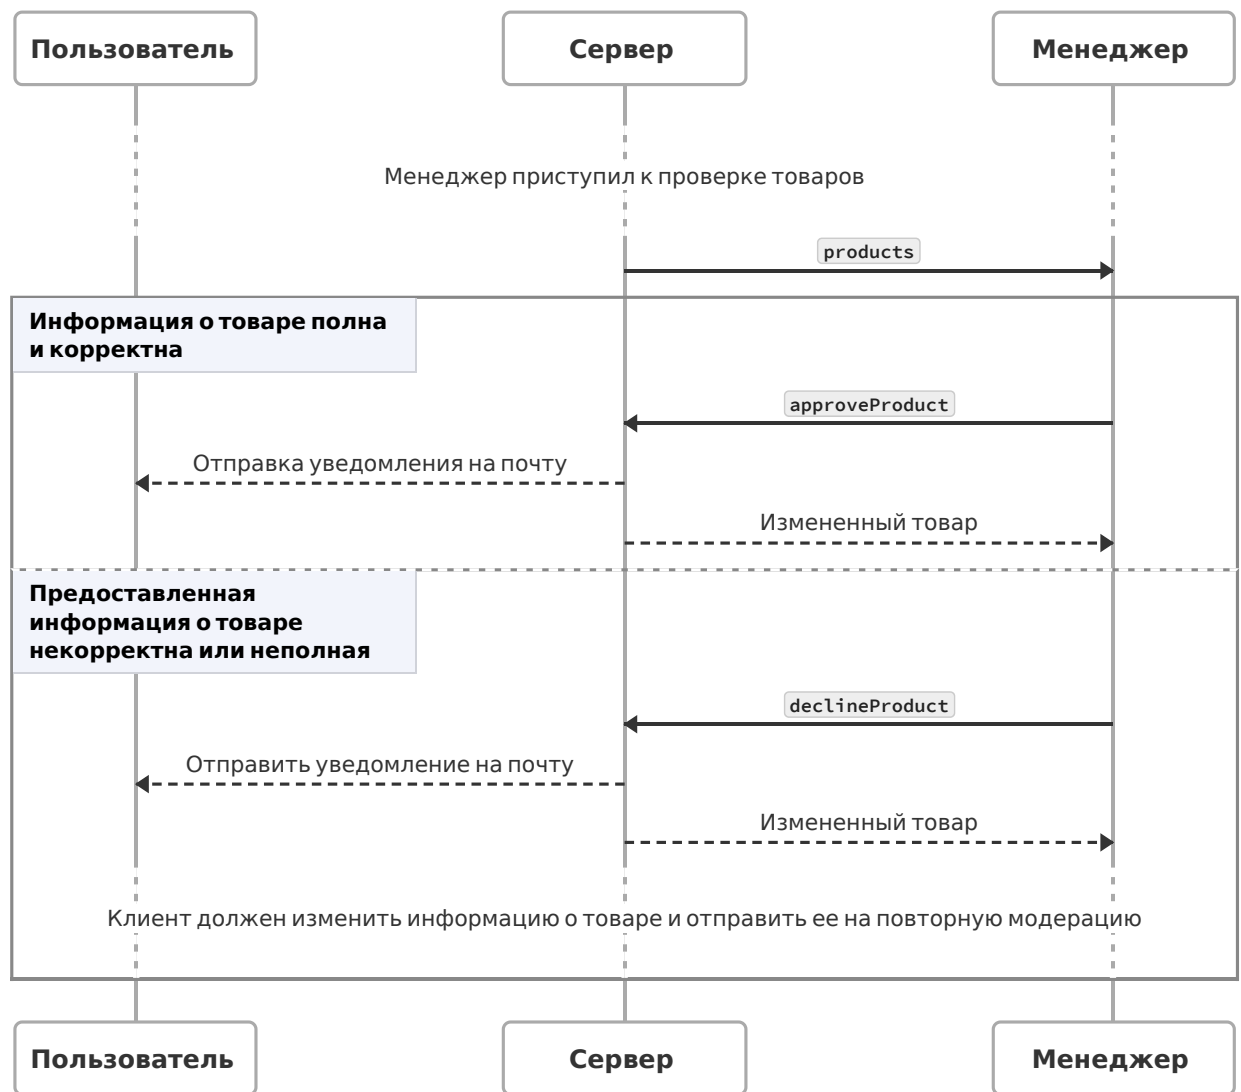 Пользователь
Сервер
Менеджер
Менеджер приступил к проверке товаров
products
Информация о товаре полна
и корректна
approveProduct
Отправка уведомления на почту
Измененный товар
Предоставленная
информация о товаре
некорректна или неполная
declineProduct
Отправить уведомление на почту
Измененный товар
Клиент должен изменить информацию о товаре и отправить ее на повторную модерацию
Пользователь
Сервер
Менеджер